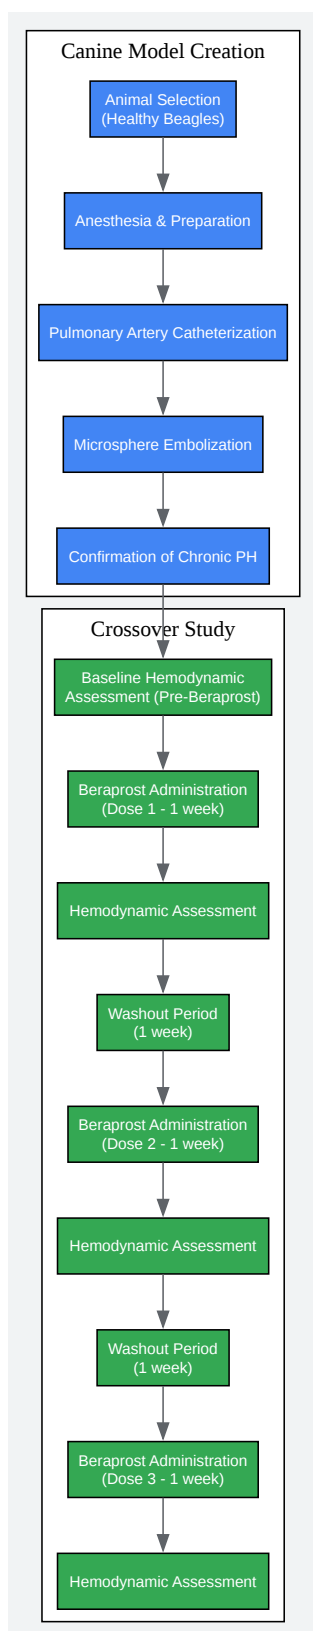 Canine Model Creation
Animal Selection
(Healthy Beagles)
Anesthesia & Preparation
Pulmonary Artery Catheterization
Microsphere Embolization
Confirmation of Chronic PH
Crossover Study
Baseline Hemodynamic
Assessment (Pre-Beraprost)
Beraprost Administration
(Dose 1 - 1 week)
Hemodynamic Assessment
Washout Period
(1 week)
Beraprost Administration
(Dose 2 - 1 week)
Hemodynamic Assessment
Washout Period
(1 week)
Beraprost Administration
(Dose 3 - 1 week)
Hemodynamic Assessment